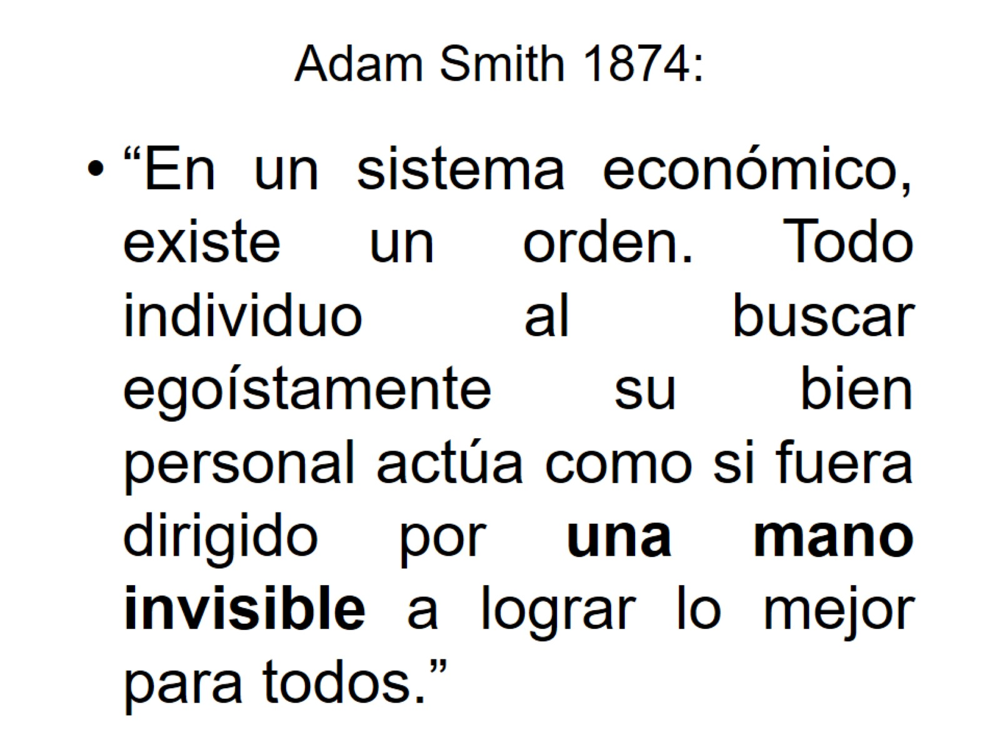 Adam Smith 1874:
• “En un sistema económico,
existe un orden. Todo
individuo al buscar
egoístamente su bien
personal actúa como si fuera
dirigido por una mano
invisible a lograr lo mejor
para todos.”